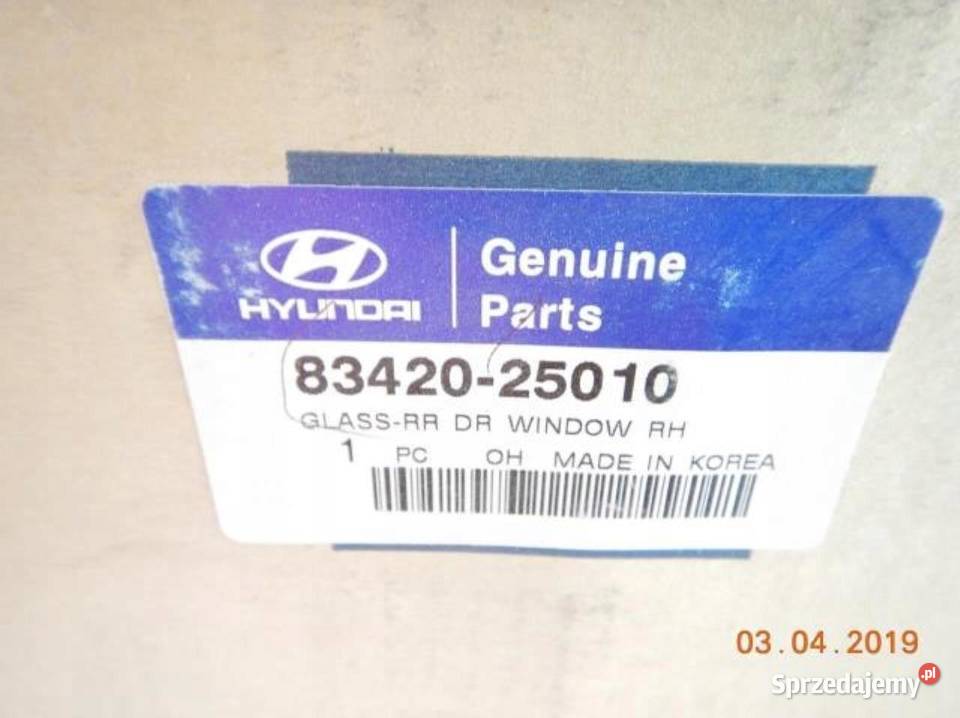 HYUNDAI
Genuine
Parts
83420-25010
GLASS-RR DR WINDOW RH
1 PC OH MADE IN KOREA
03.04.2019
Sprzedajemy.pl